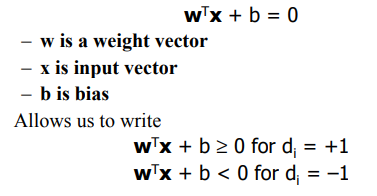 wᵀx + b = 0
– w is a weight vector
– x is input vector
– b is bias
Allows us to write
wᵀx + b ≥ 0 for dᵢ = +1
wᵀx + b < 0 for dᵢ = –1